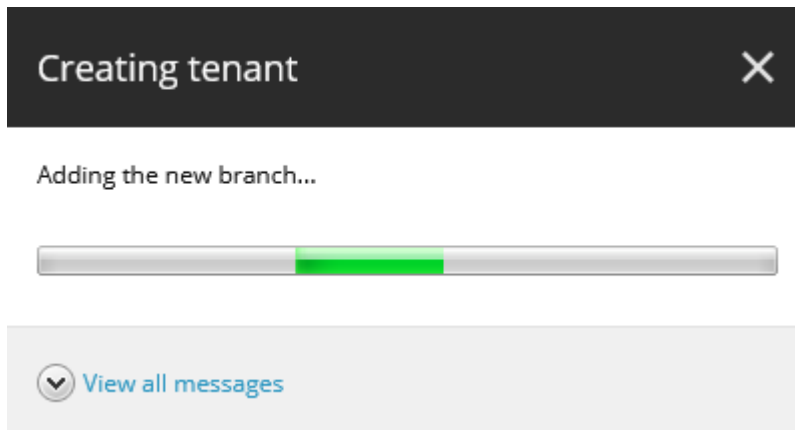 Creating tenant
Adding the new branch...
View all messages